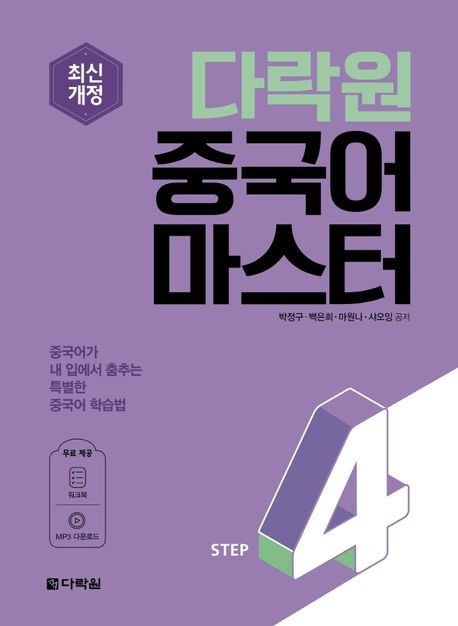 최신
개정
다락원
중국어
마스터
박정구·백은희·마원나·샤오잉 공저
중국어가
내 입에서 춤추는
특별한
중국어 학습법
무료 제공
워크북
MP3 다운로드
STEP
4
다락원